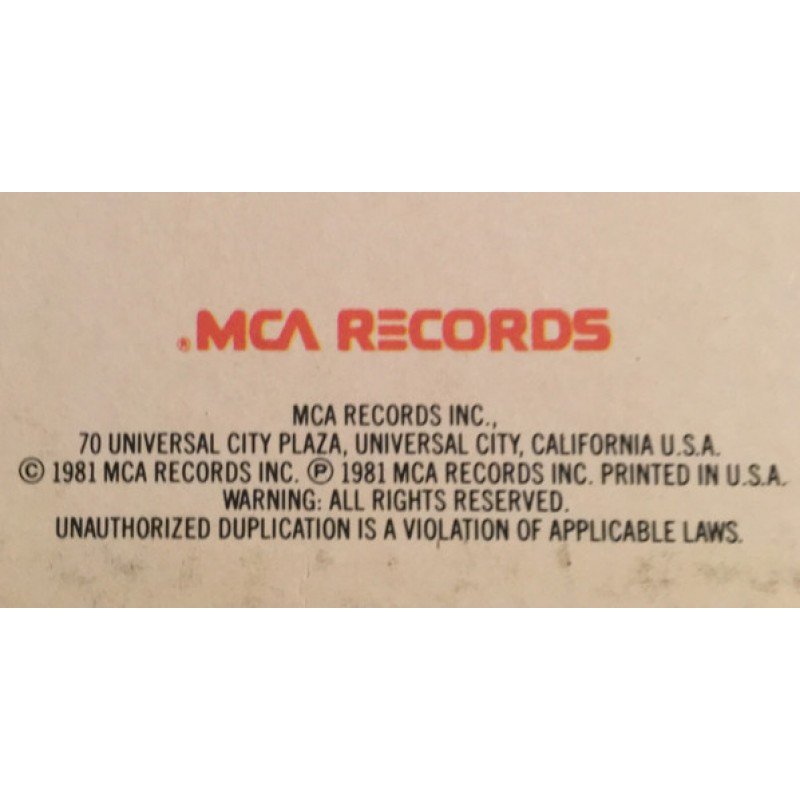 MCA RECORDS
MCA RECORDS INC.,
70 UNIVERSAL CITY PLAZA, UNIVERSAL CITY, CALIFORNIA U.S.A.
© 1981 MCA RECORDS INC. ℗ 1981 MCA RECORDS INC. PRINTED IN U.S.A.
WARNING: ALL RIGHTS RESERVED.
UNAUTHORIZED DUPLICATION IS A VIOLATION OF APPLICABLE LAWS.